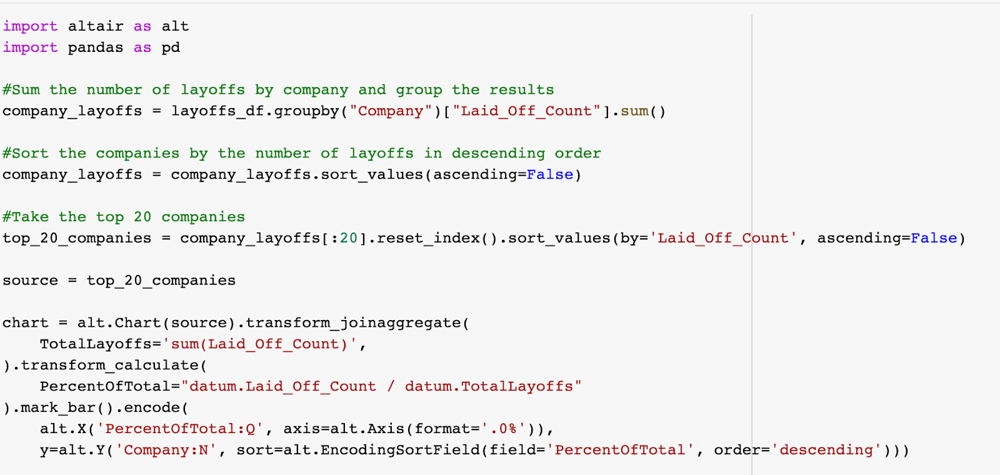 import altair as alt
import pandas as pd
#Sum the number of layoffs by company and group the results
company_layoffs = layoffs_df.groupby("Company")["Laid_Off_Count"].sum()
#Sort the companies by the number of layoffs in descending order
company_layoffs = company_layoffs.sort_values(ascending=False)
#Take the top 20 companies
top_20_companies = company_layoffs[:20].reset_index().sort_values(by='Laid_Off_Count', ascending=False)
source = top_20_companies
chart = alt.Chart(source).transform_joinaggregate(
    TotalLayoffs='sum(Laid_Off_Count)',
).transform_calculate(
    PercentOfTotal="datum.Laid_Off_Count / datum.TotalLayoffs"
).mark_bar().encode(
    alt.X('PercentOfTotal:Q', axis=alt.Axis(format='.0%')),
    y=alt.Y('Company:N', sort=alt.EncodingSortField(field='PercentOfTotal', order='descending')))